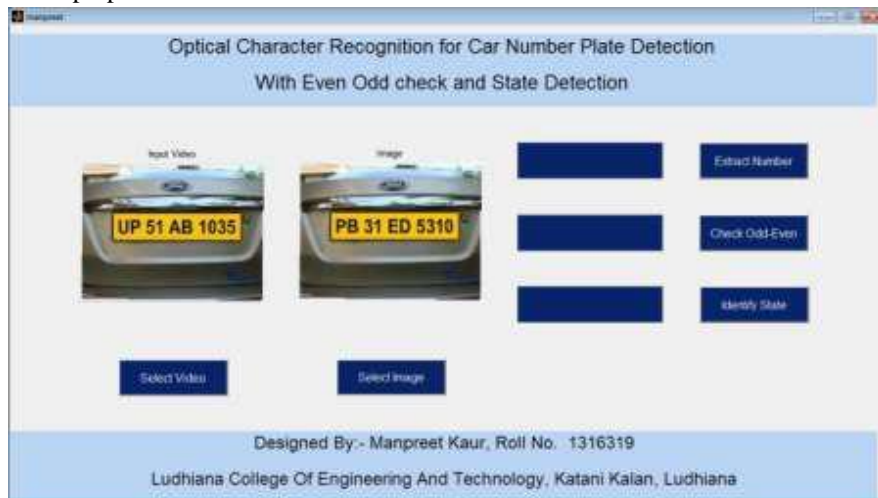 manpreet
Optical Character Recognition for Car Number Plate Detection
With Even Odd check and State Detection
Input Video
Image
UP 51 AB 1035
PB 31 ED 5310
Extract Number
Check Odd-Even
Identify State
Select Video
Select Image
Designed By:- Manpreet Kaur, Roll No. 1316319
Ludhiana College Of Engineering And Technology, Katani Kalan, Ludhiana